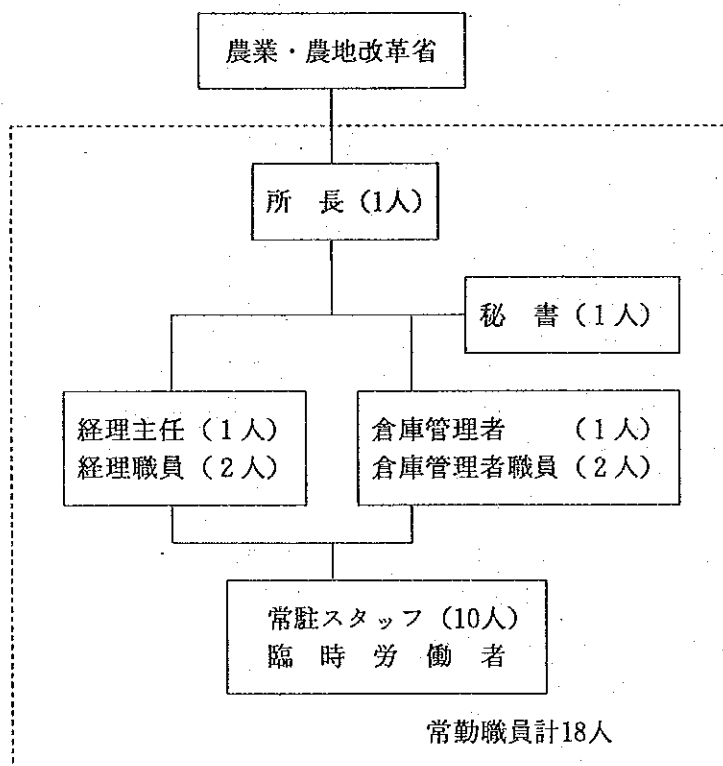 農業・農地改革省
所 長 (1人)
秘 書 (1人)
経理主任 (1人)
経理職員 (2人)
倉庫管理者 (1人)
倉庫管理者職員 (2人)
常駐スタッフ (10人)
臨 時 労 働 者
常勤職員計18人